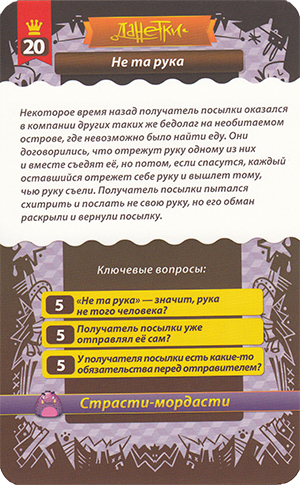 ДАНЕТКИ
20
Не та рука
Некоторое время назад получатель посылки оказался
в компании других таких же бедолаг на необитаемом
острове, где невозможно было найти еду. Они
договорились, что отрежут руку одному из них
и вместе съедят её, но потом, если спасутся, каждый
оставшийся отрежет себе руку и вышлет тому,
чью руку съели. Получатель посылки пытался
схитрить и послать не свою руку, но его обман
раскрыли и вернули посылку.
Ключевые вопросы:
5 «Не та рука» — значит, рука
не того человека?
5 Получатель посылки уже
отправлял её сам?
5 У получателя посылки есть какие-то
обязательства перед отправителем?
Страсти-мордасти